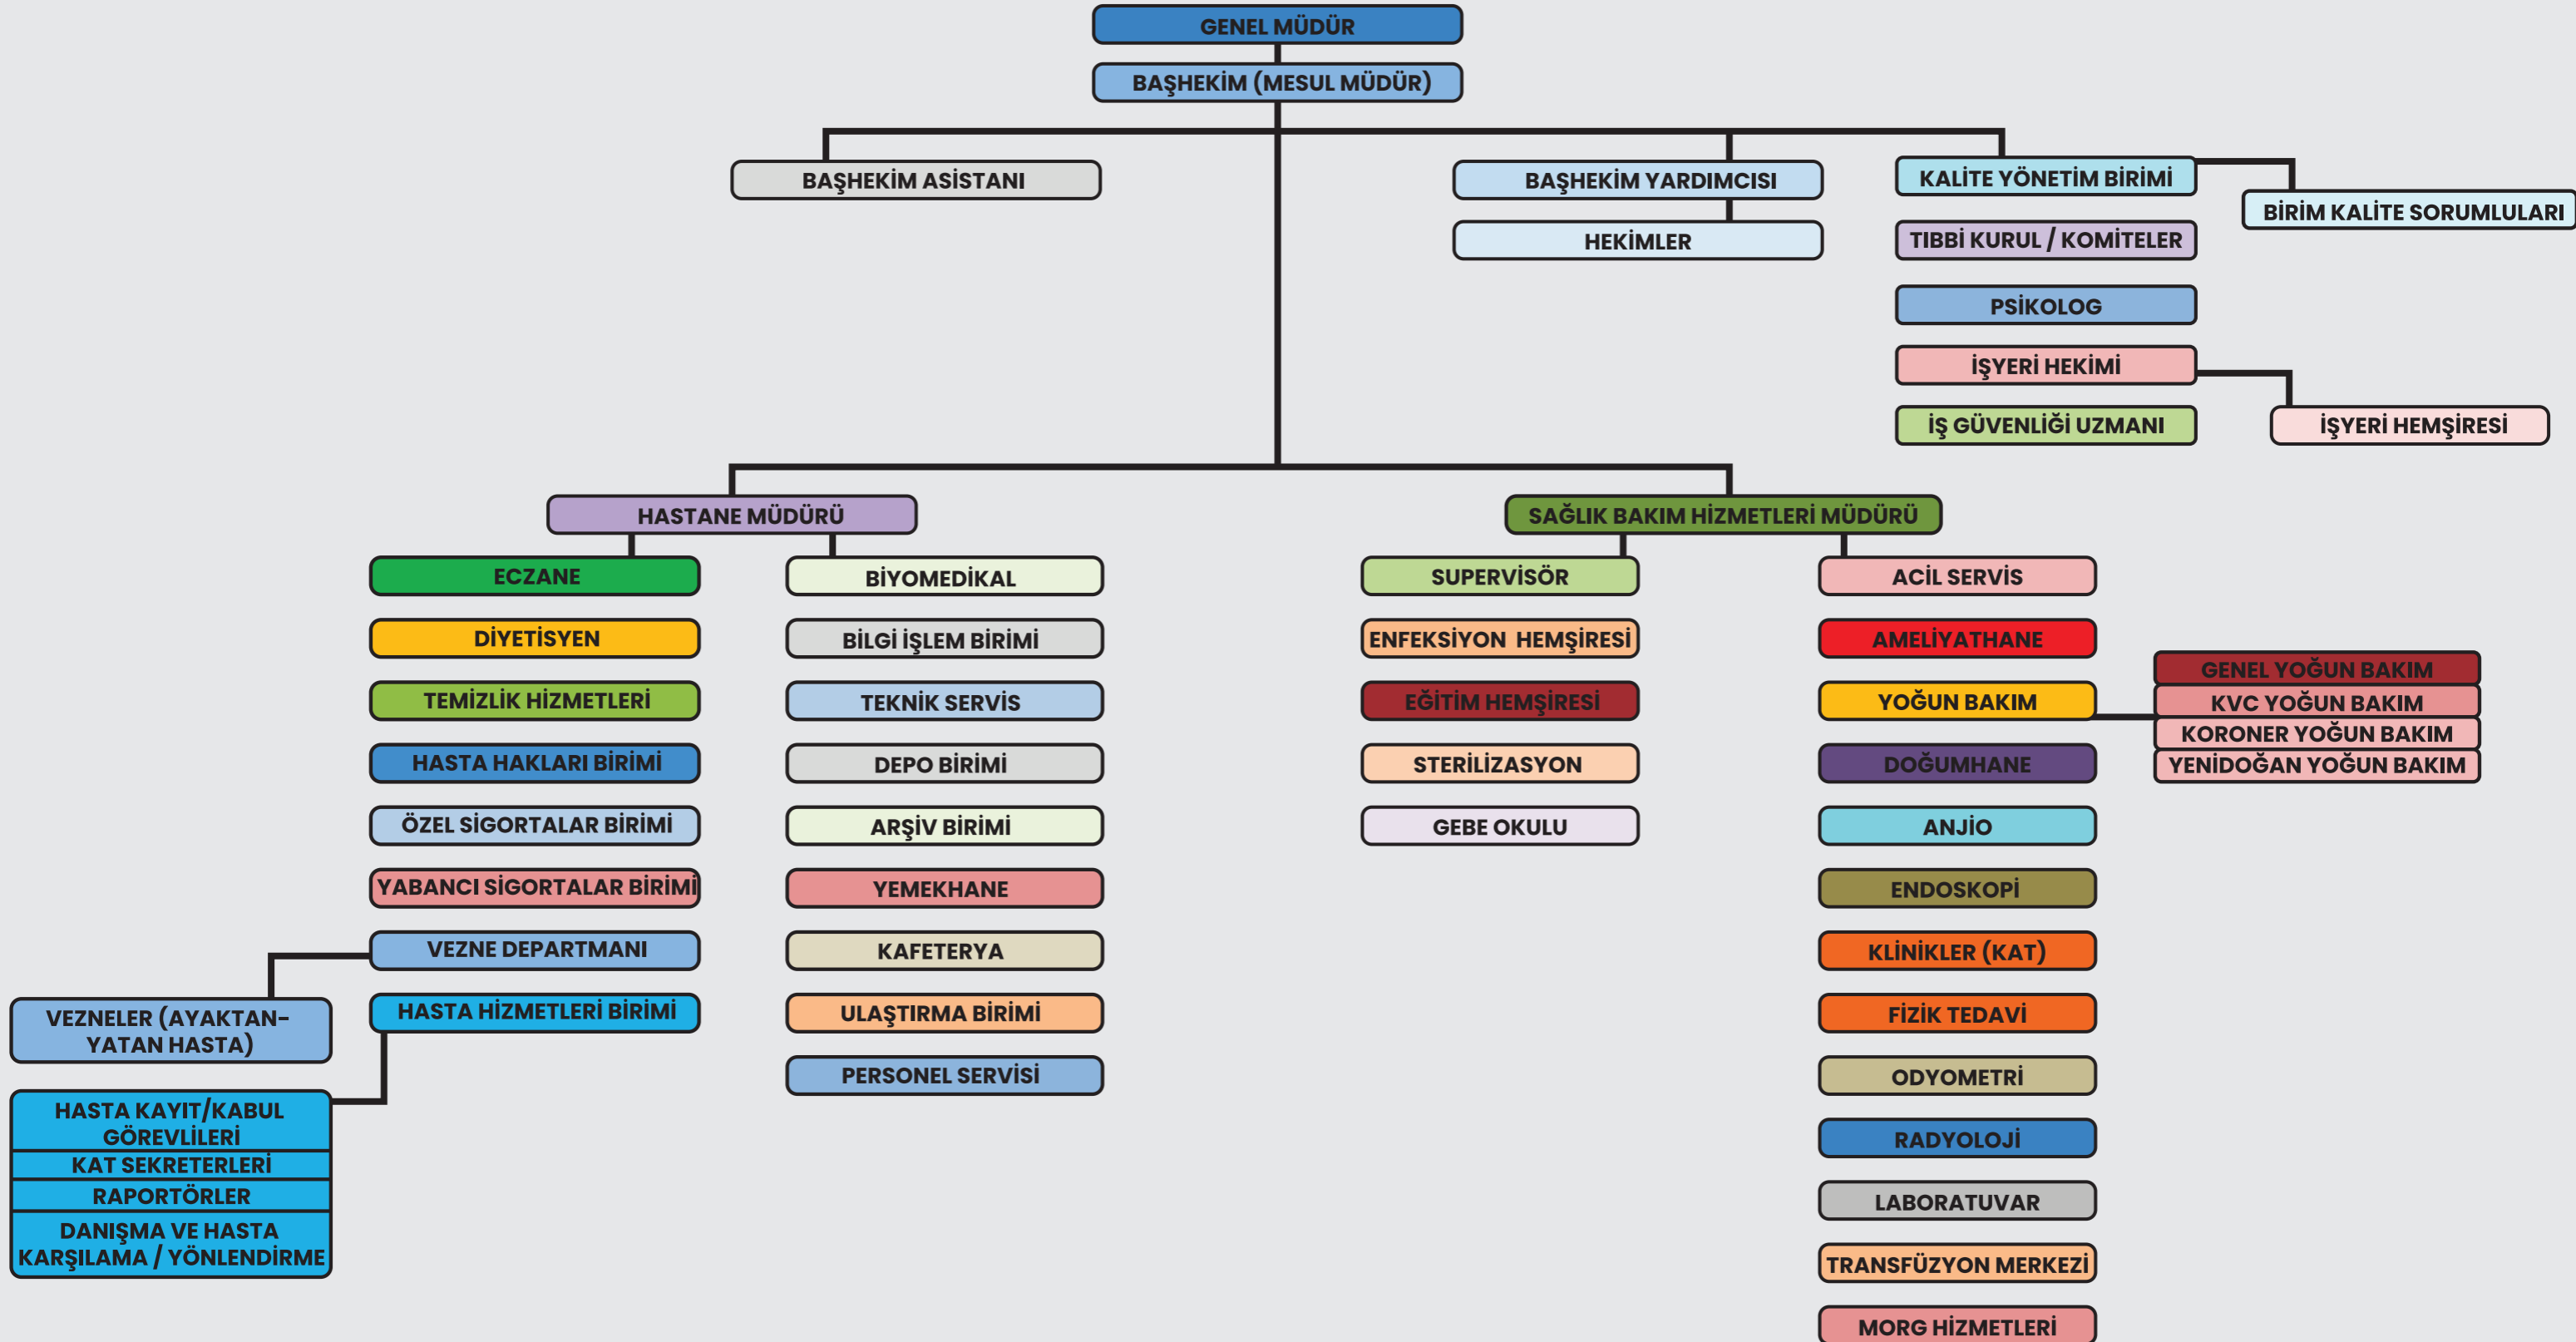 GENEL MÜDÜR
BAŞHEKİM (MESUL MÜDÜR)
BAŞHEKİM ASİSTANI
BAŞHEKİM YARDIMCISI
HEKİMLER
KALİTE YÖNETİM BİRİMİ
BİRİM KALİTE SORUMLULARI
TIBBİ KURUL / KOMİTELER
PSİKOLOG
İŞYERİ HEKİMİ
İŞ GÜVENLİĞİ UZMANI
İŞYERİ HEMŞİRESİ
HASTANE MÜDÜRÜ
ECZANE
DİYETİSYEN
TEMİZLİK HİZMETLERİ
HASTA HAKLARI BİRİMİ
ÖZEL SİGORTALAR BİRİMİ
YABANCI SİGORTALAR BİRİMİ
VEZNE DEPARTMANI
HASTA HİZMETLERİ BİRİMİ
VEZNELER (AYAKTAN-
YATAN HASTA)
HASTA KAYIT/KABUL
GÖREVLİLERİ
KAT SEKRETERLERİ
RAPORTÖRLER
DANIŞMA VE HASTA
KARŞILAMA / YÖNLENDİRME
BİYOMEDİKAL
BİLGİ İŞLEM BİRİMİ
TEKNİK SERVİS
DEPO BİRİMİ
ARŞİV BİRİMİ
YEMEKHANE
KAFETERYA
ULAŞTIRMA BİRİMİ
PERSONEL SERVİSİ
SAĞLIK BAKIM HİZMETLERİ MÜDÜRÜ
SUPERVİSÖR
ENFEKSİYON HEMŞİRESİ
EĞİTİM HEMŞİRESİ
STERİLİZASYON
GEBE OKULU
ACİL SERVİS
AMELİYATHANE
YOĞUN BAKIM
GENEL YOĞUN BAKIM
KVC YOĞUN BAKIM
KORONER YOĞUN BAKIM
YENİDOĞAN YOĞUN BAKIM
DOĞUMHANE
ANJİO
ENDOSKOPİ
KLİNİKLER (KAT)
FİZİK TEDAVİ
ODYOMETRİ
RADYOLOJİ
LABORATUVAR
TRANSFÜZYON MERKEZİ
MORG HİZMETLERİ